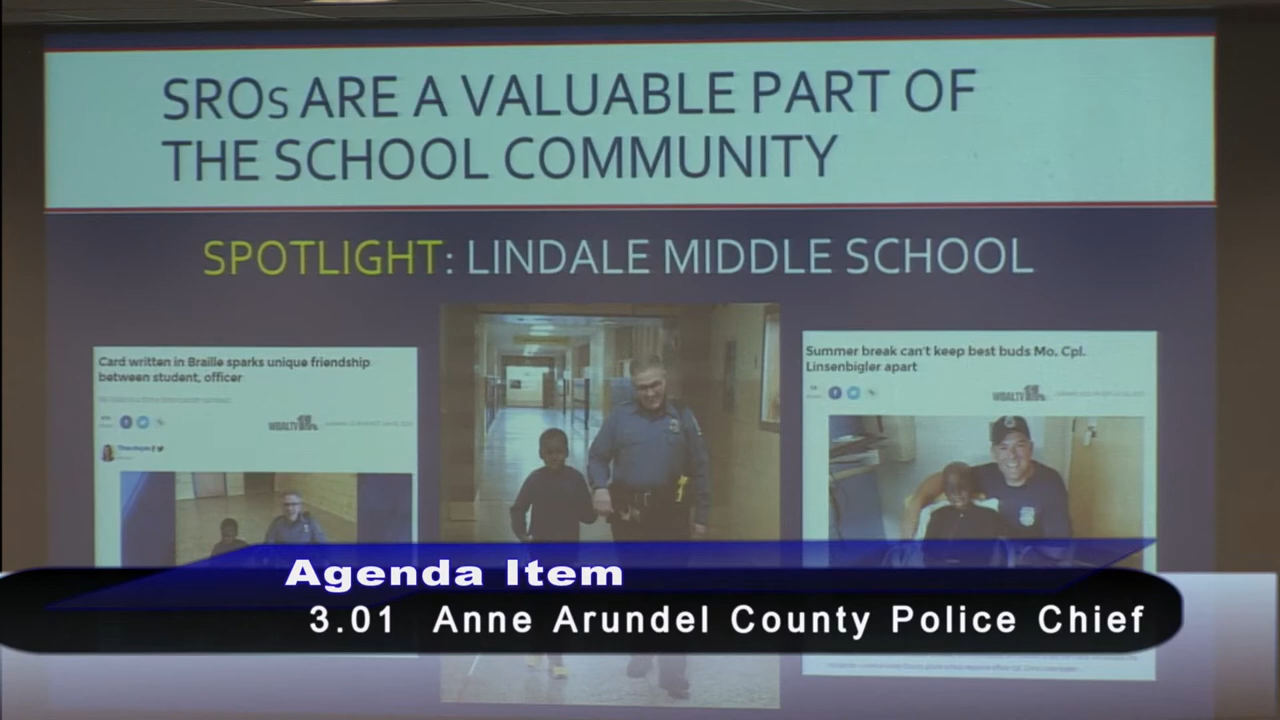 SROs ARE A VALUABLE PART OF
THE SCHOOL COMMUNITY
SPOTLIGHT: LINDALE MIDDLE SCHOOL
Card written in Braille sparks unique friendship
between student, officer
WBALTV
Summer break can't keep best buds Mo, Cpl.
Linsenbigler apart
WBALTV
Agenda Item
3.01 Anne Arundel County Police Chief